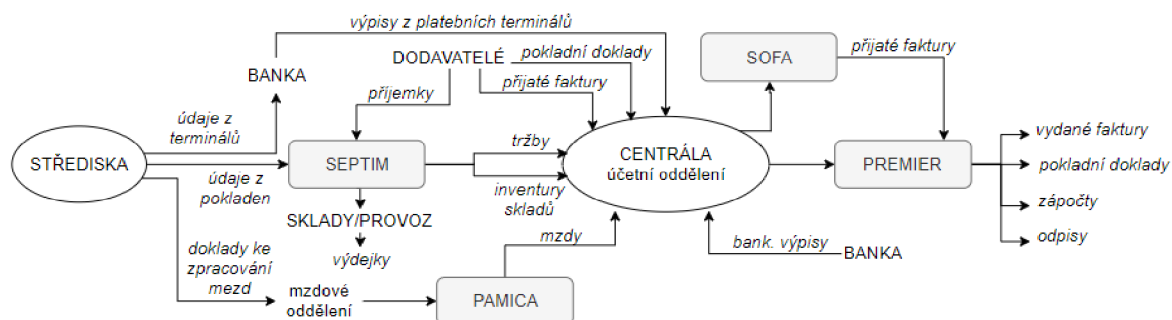 výpisy z platebních terminálů
DODAVATELÉ
pokladní doklady
SOFA
přijaté faktury
BANKA
přijaté faktury
příjemky
údaje z
terminálů
STŘEDISKA
SEPTIM
tržby
CENTRÁLA
účetní oddělení
PREMIER
vydané faktury
pokladní doklady
zápočty
odpisy
údaje z
pokladen
inventury
skladů
SKLADY/PROVOZ
výdejky
doklady ke
zpracování
mezd
mzdové
oddělení
PAMICA
mzdy
bank. výpisy
BANKA